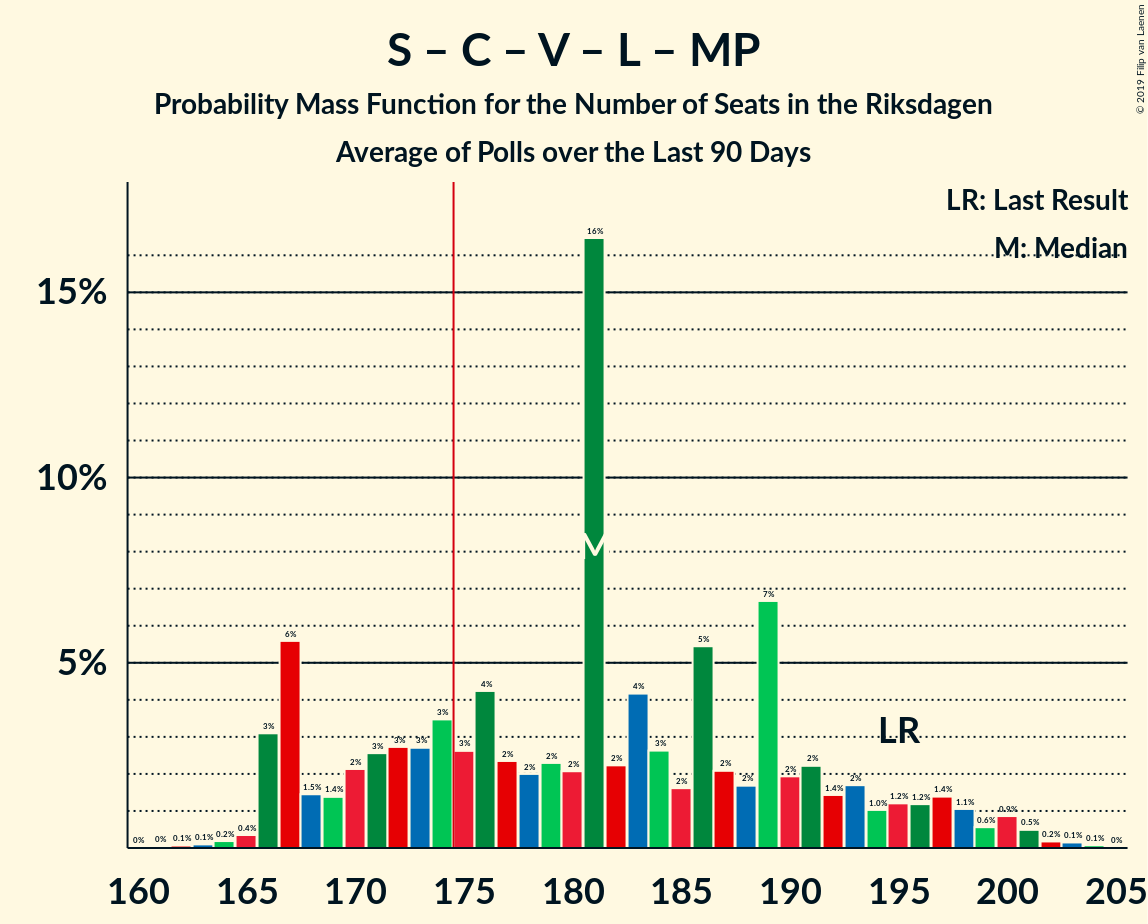 S – C – V – L – MP
Probability Mass Function for the Number of Seats in the Riksdagen
Average of Polls over the Last 90 Days
© 2019 Filip van Laenen
LR: Last Result
M: Median
15%
10%
5%
0% 0% 0.1% 0.1% 0.2% 0.4% 3% 6% 1.5% 1.4% 2% 3% 3% 3% 3% 3% 4% 2% 2% 2% 2% 16% 2% 4% 3% 2% 5% 2% 2% 7% 2% 2% 1.4% 2% 1.0% 1.2% 1.2% 1.4% 1.1% 0.6% 0.9% 0.5% 0.2% 0.1% 0.1% 0%
M
LR
160 165 170 175 180 185 190 195 200 205